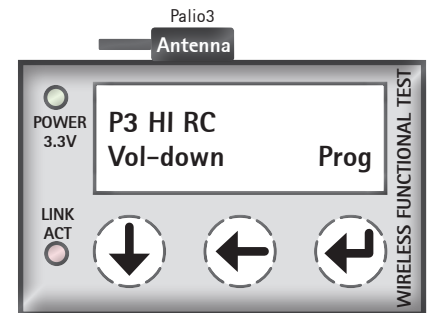 Palio3
Antenna
POWER
3.3V
P3 HI RC
Vol-down Prog
LINK
ACT
WIRELESS FUNCTIONAL TEST